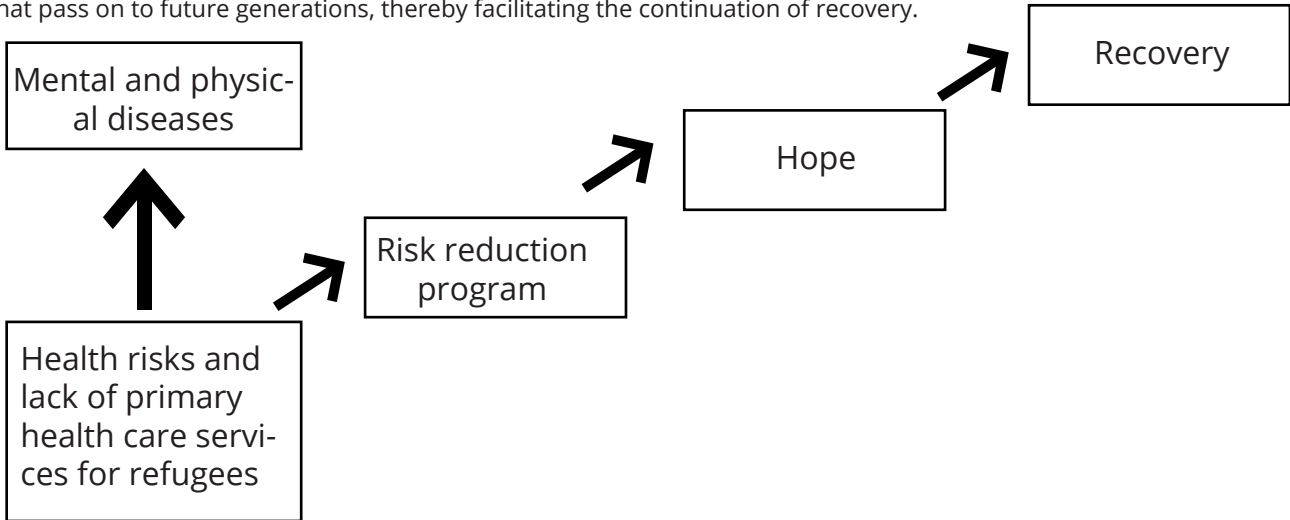 hat pass on to future generations, thereby facilitating the continuation of recovery.
Recovery
Mental and physic-
al diseases
Hope
Risk reduction
program
Health risks and
lack of primary
health care servi-
ces for refugees